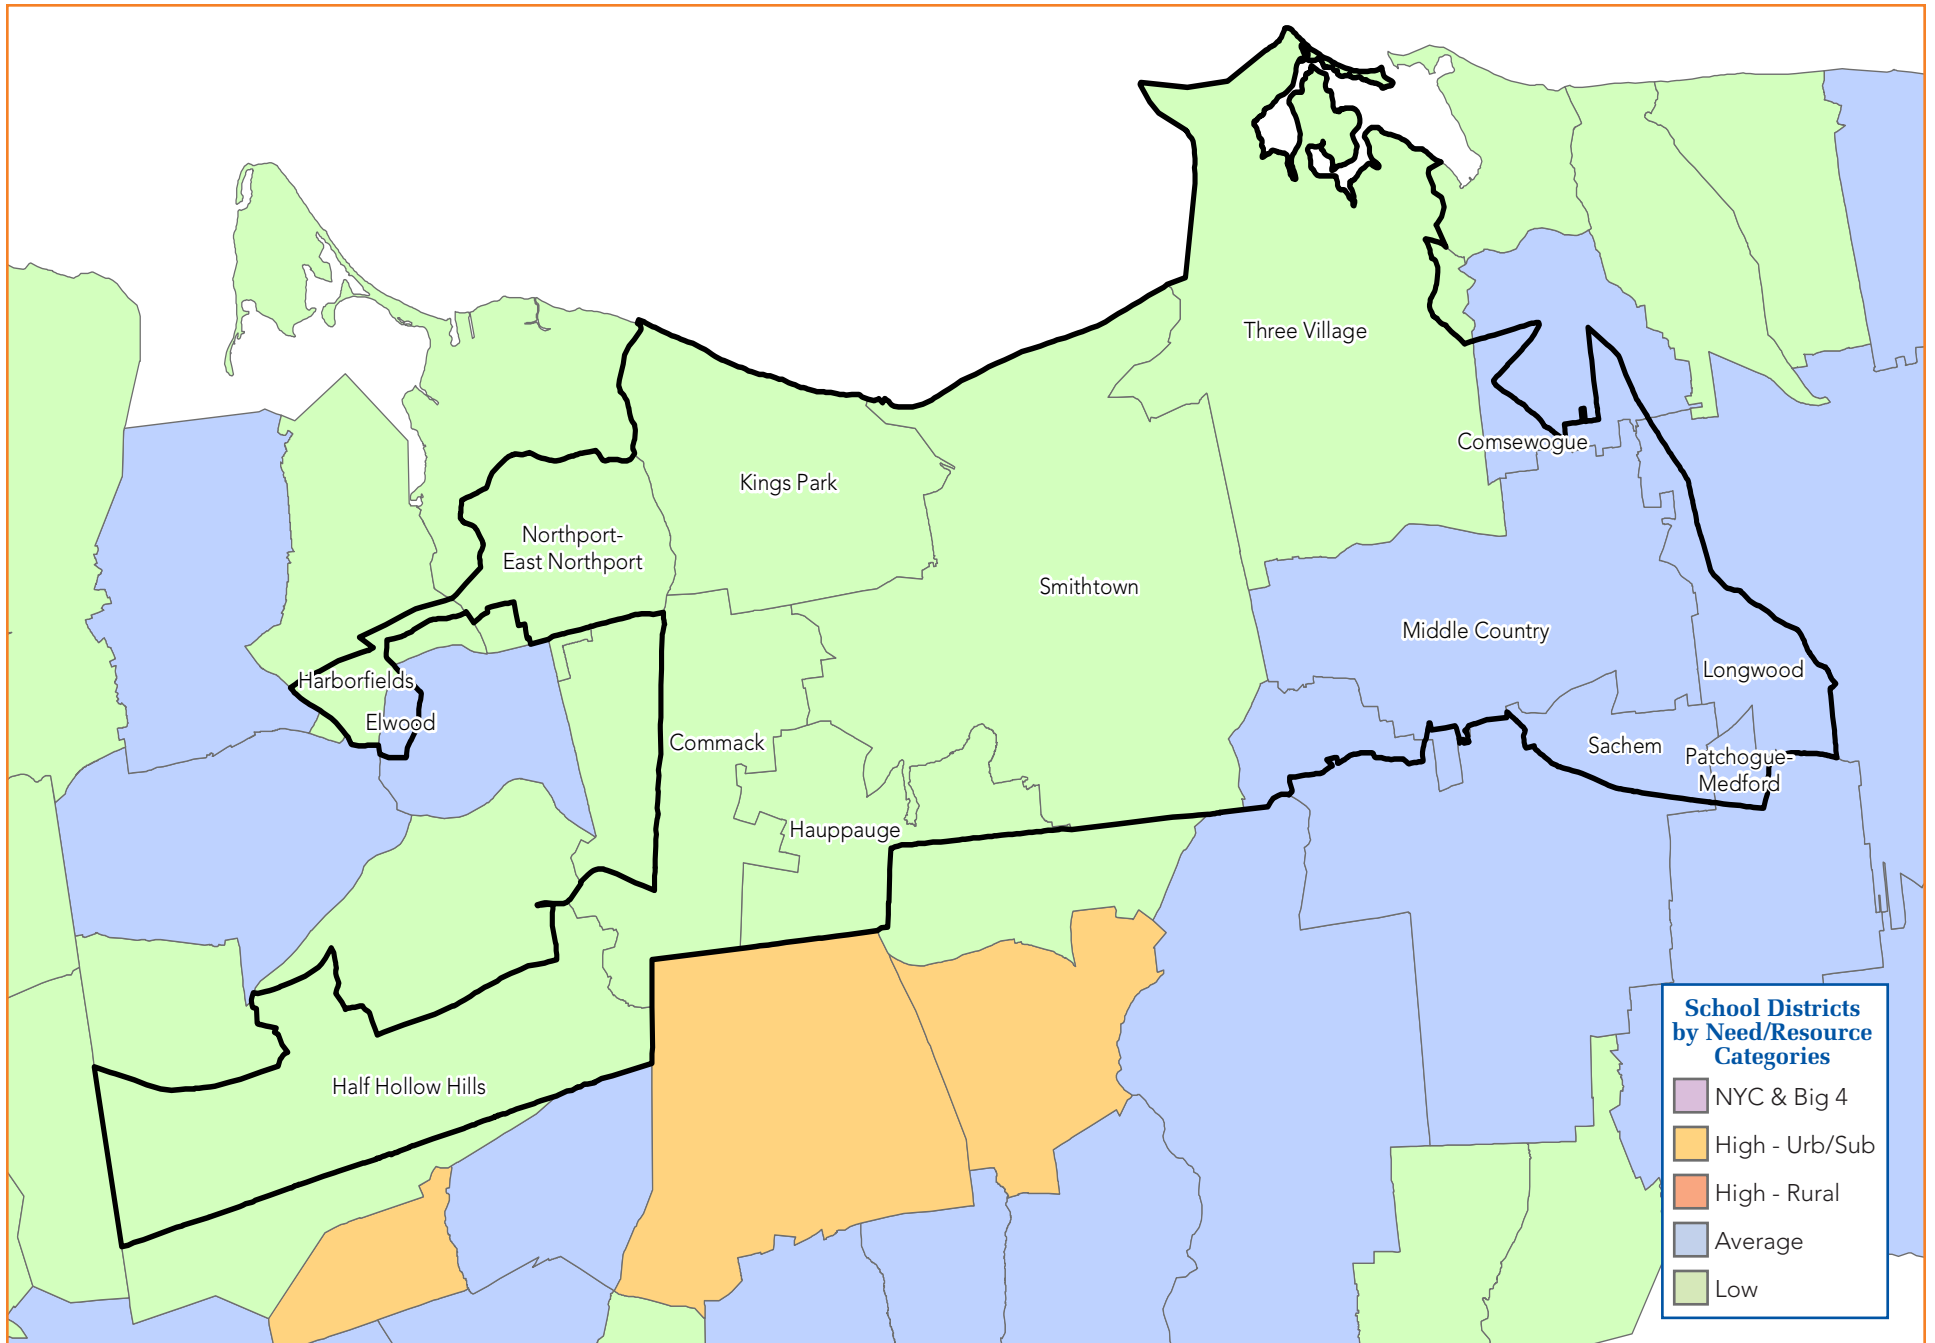 Three Village
Comsewogue
Kings Park
Northport-
East Northport
Smithtown
Middle Country
Longwood
Harborfields
Elwood
Commack
Sachem
Patchogue-
Medford
Hauppauge
Half Hollow Hills
School Districts
by Need/Resource
Categories
NYC & Big 4
High - Urb/Sub
High - Rural
Average
Low